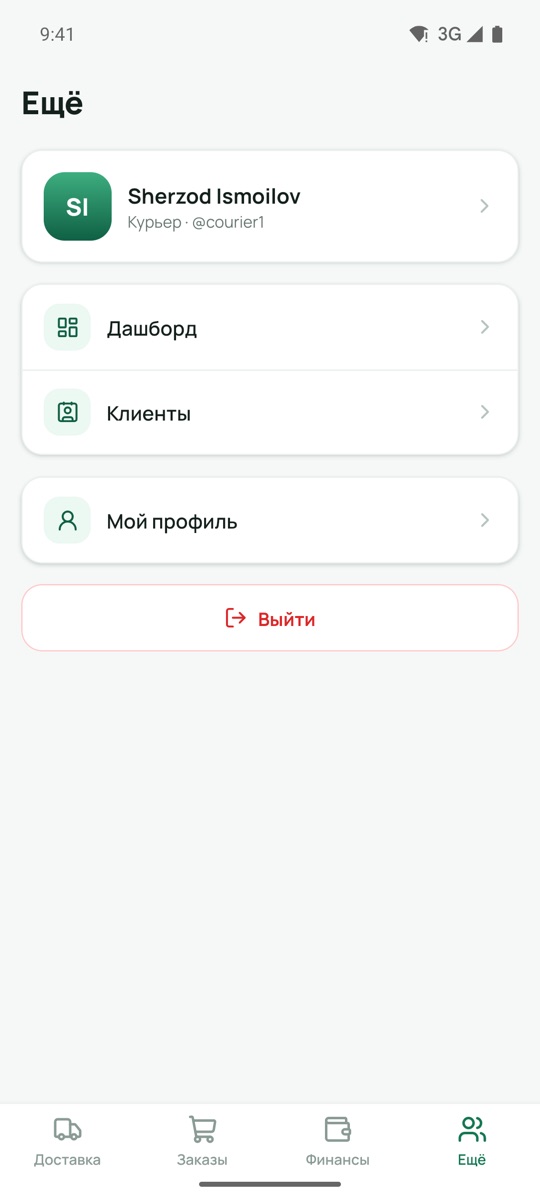 9:41
3G
Ещё
SI
Sherzod Ismoilov
Курьер · @courier1
Дашборд
Клиенты
Мой профиль
Выйти
Доставка
Заказы
Финансы
Ещё